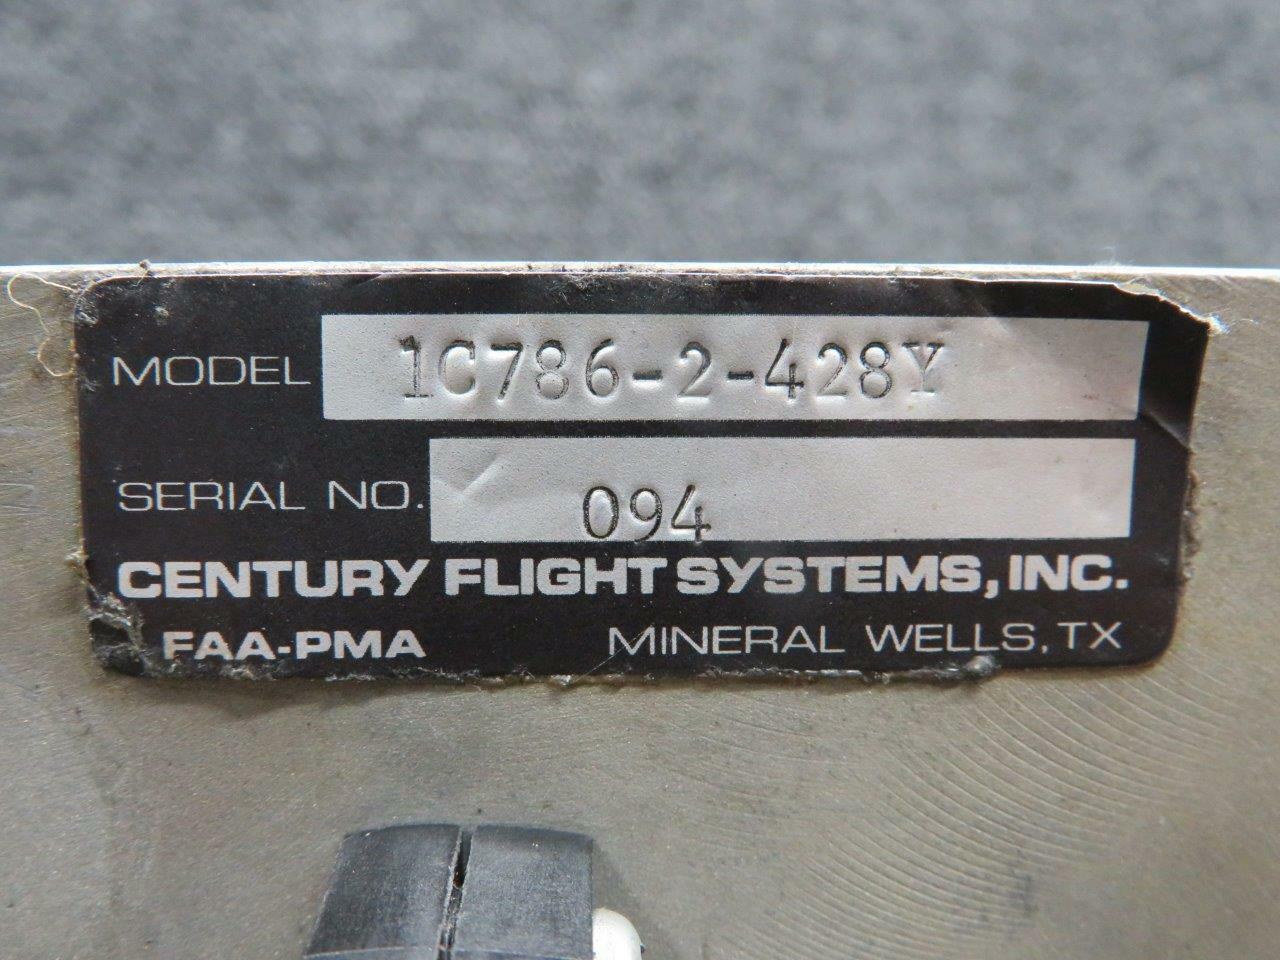 MODEL 1C786-2-428Y
SERIAL NO. 094
CENTURY FLIGHT SYSTEMS, INC.
FAA-PMA MINERAL WELLS, TX